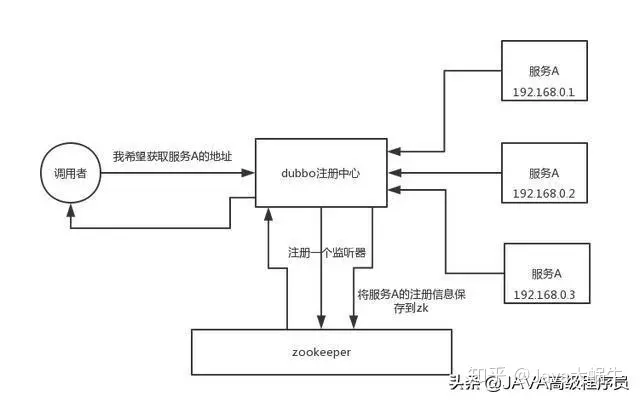 服务A
192.168.0.1
我希望获取服务A的地址
调用者
dubbo注册中心
服务A
192.168.0.2
注册一个监听器
服务A
192.168.0.3
将服务A的注册信息保
存到zk
zookeeper
头条 @JAVA高级程序员